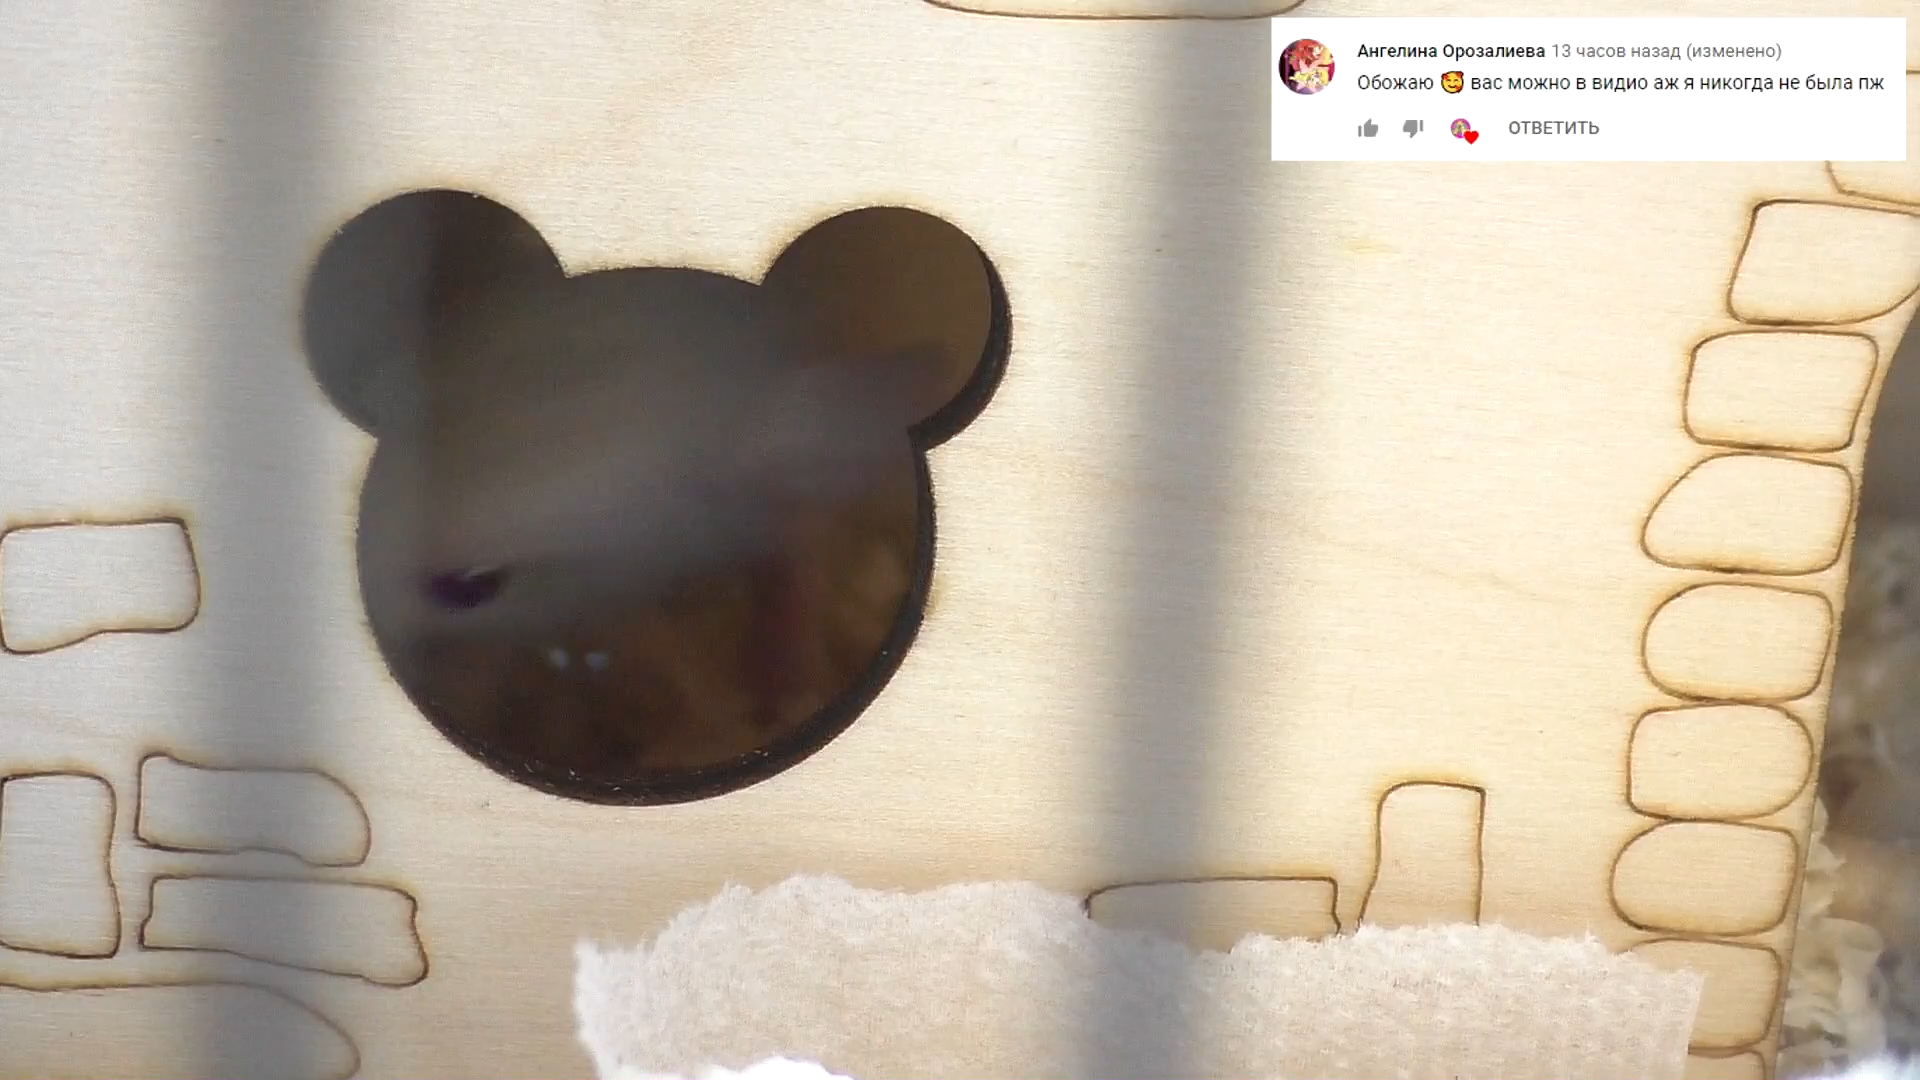 Ангелина Орозалиева 13 часов назад (изменено)
Обожаю 🥰 вас можно в видио аж я никогда не была пж
ОТВЕТИТЬ